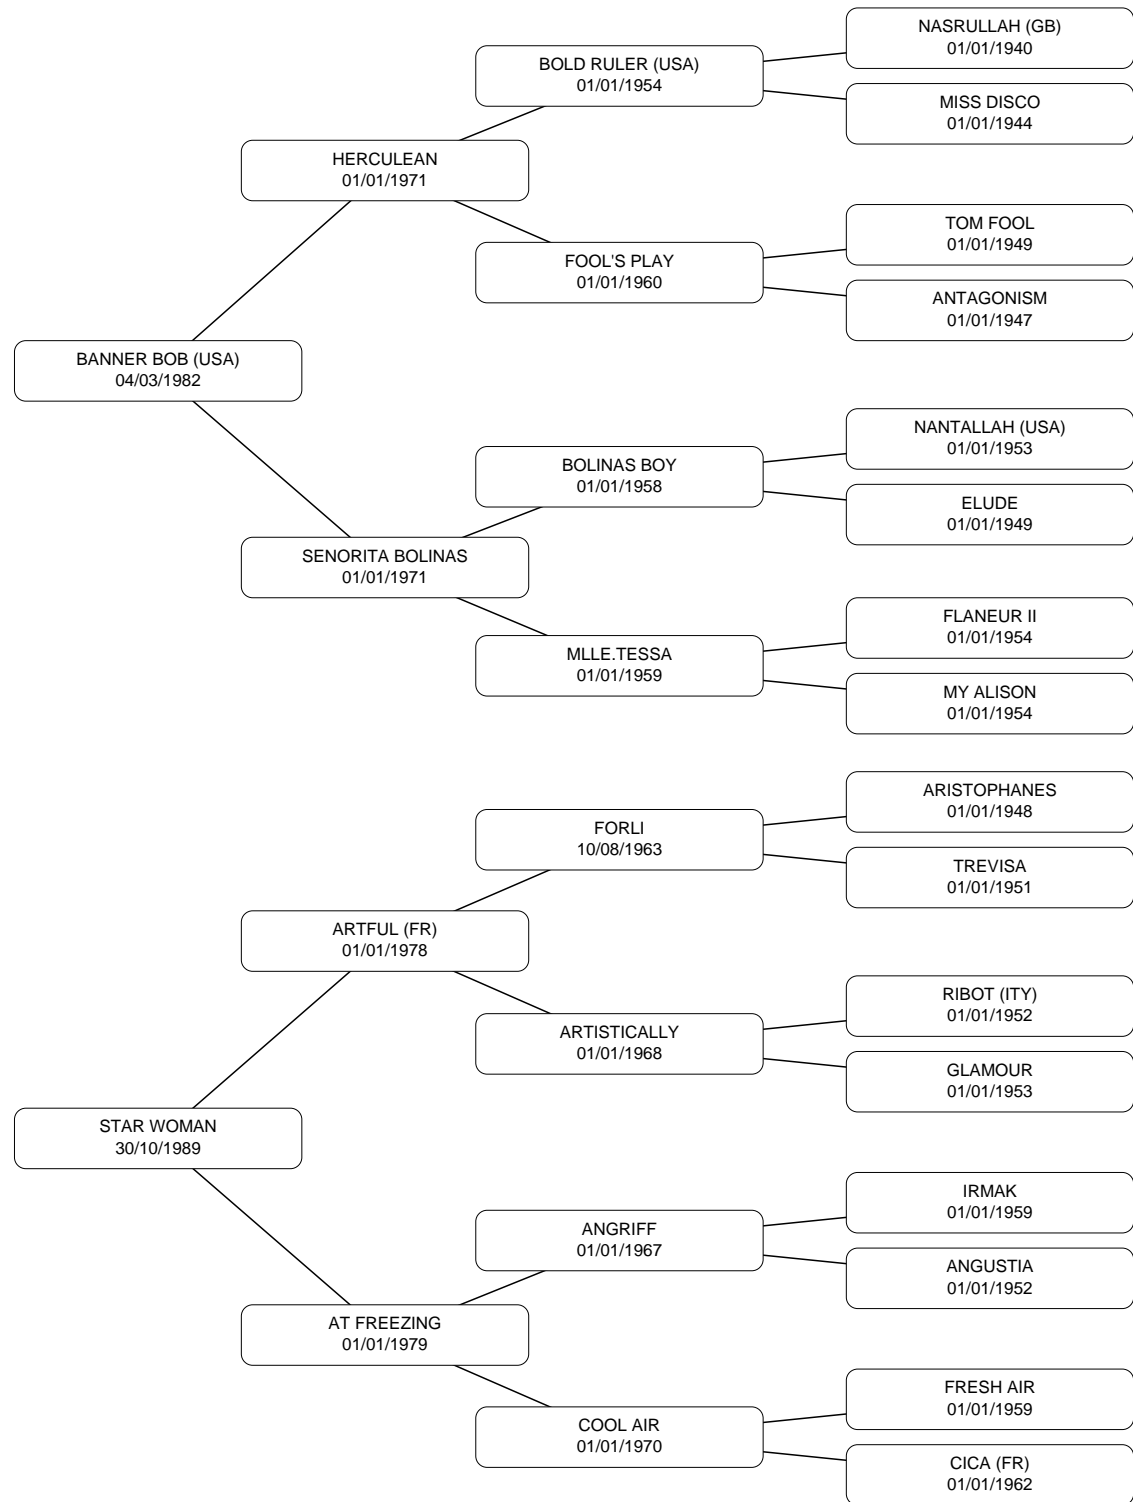 NASRULLAH (GB)
01/01/1940
BOLD RULER (USA)
01/01/1954
MISS DISCO
01/01/1944
HERCULEAN
01/01/1971
TOM FOOL
01/01/1949
FOOL'S PLAY
01/01/1960
ANTAGONISM
01/01/1947
BANNER BOB (USA)
04/03/1982
NANTALLAH (USA)
01/01/1953
BOLINAS BOY
01/01/1958
ELUDE
01/01/1949
SENORITA BOLINAS
01/01/1971
FLANEUR II
01/01/1954
MLLE.TESSA
01/01/1959
MY ALISON
01/01/1954
ARISTOPHANES
01/01/1948
FORLI
10/08/1963
TREVISA
01/01/1951
ARTFUL (FR)
01/01/1978
RIBOT (ITY)
01/01/1952
ARTISTICALLY
01/01/1968
GLAMOUR
01/01/1953
STAR WOMAN
30/10/1989
IRMAK
01/01/1959
ANGRIFF
01/01/1967
ANGUSTIA
01/01/1952
AT FREEZING
01/01/1979
FRESH AIR
01/01/1959
COOL AIR
01/01/1970
CICA (FR)
01/01/1962